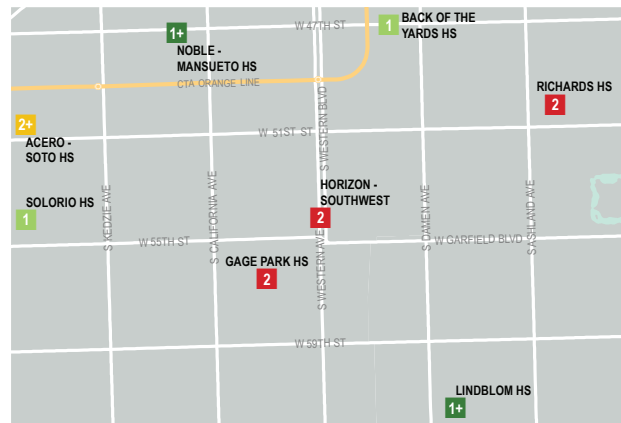 W 47TH ST
1
BACK OF THE
YARDS HS
1+
NOBLE -
MANSUETO HS
CTA ORANGE LINE
RICHARDS HS
2
S WESTERN BLVD
2+
ACERO -
SOTO HS
W 51ST ST
SOLORIO HS
1
S KEDZIE AVE
S CALIFORNIA AVE
HORIZON -
SOUTHWEST
2
S DAMEN AVE
S ASHLAND AVE
W 55TH ST
W GARFIELD BLVD
GAGE PARK HS
2
S WESTERN AVE
W 59TH ST
LINDBLOM HS
1+